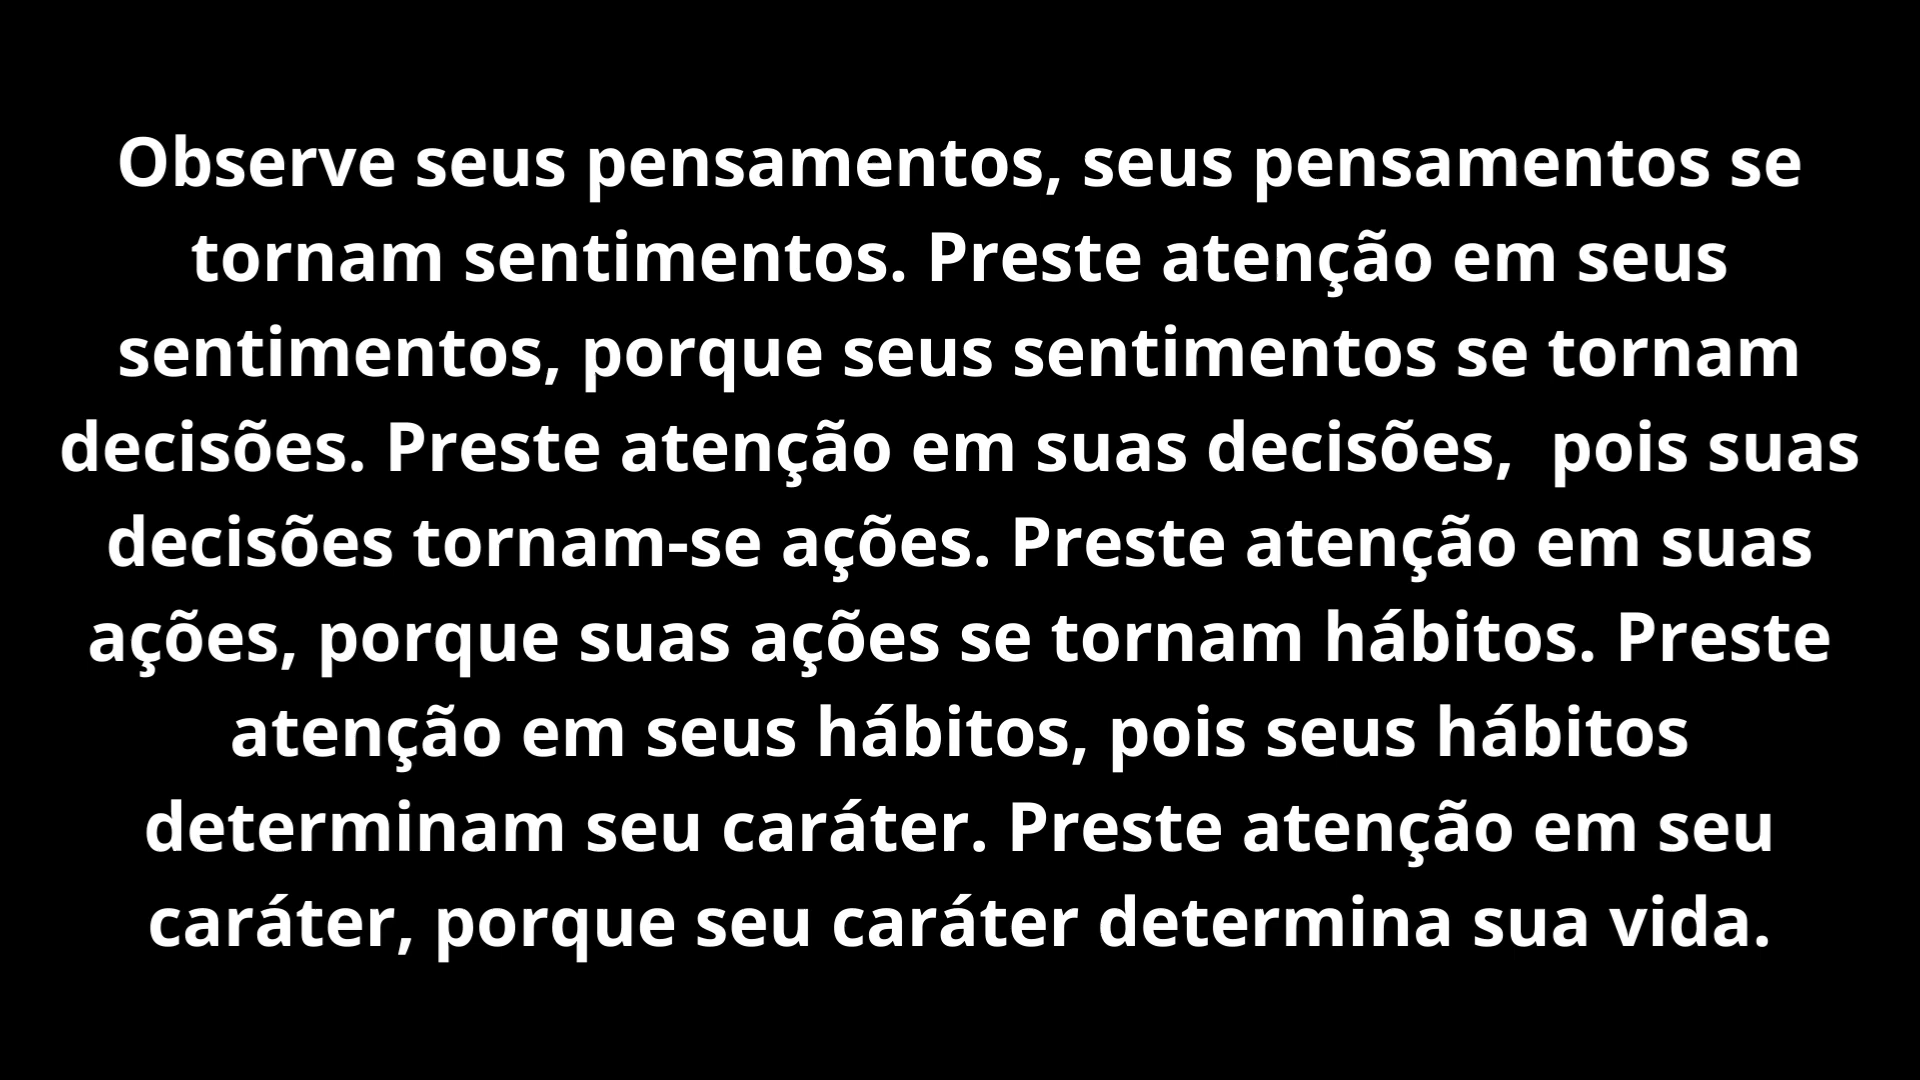 Observe seus pensamentos, seus pensamentos se
tornam sentimentos. Preste atenção em seus
sentimentos, porque seus sentimentos se tornam
decisões. Preste atenção em suas decisões,  pois suas
decisões tornam-se ações. Preste atenção em suas
ações, porque suas ações se tornam hábitos. Preste
atenção em seus hábitos, pois seus hábitos
determinam seu caráter. Preste atenção em seu
caráter, porque seu caráter determina sua vida.